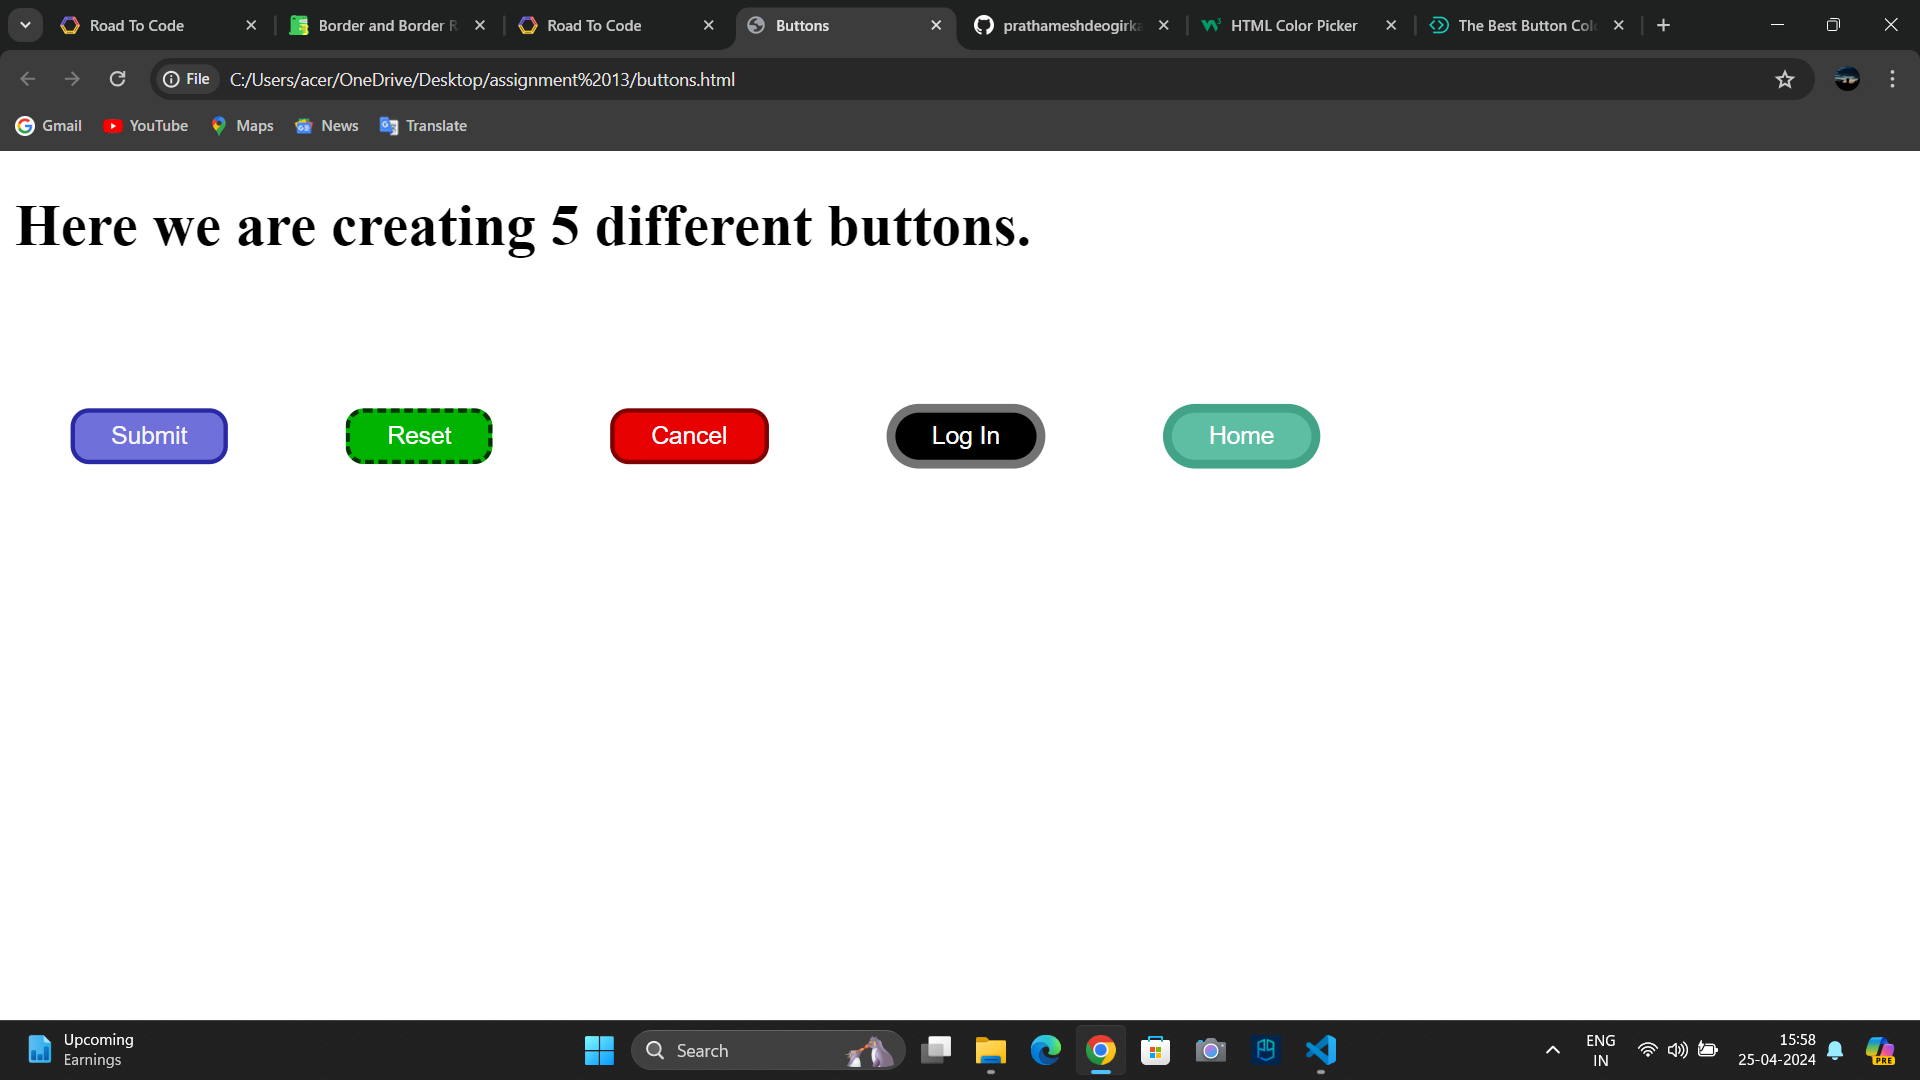 Road To Code
Border and Border R
Road To Code
Buttons
prathameshdeogirka
HTML Color Picker
The Best Button Col
File
C:/Users/acer/OneDrive/Desktop/assignment%2013/buttons.html
Gmail
YouTube
Maps
News
Translate
Here we are creating 5 different buttons.
Submit
Reset
Cancel
Log In
Home
Upcoming
Earnings
Search
ENG
IN
15:58
25-04-2024
PRE